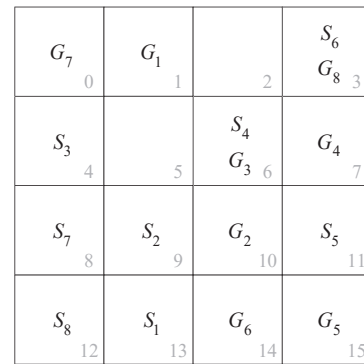 G₇ G₁ S₆
G₈
0 1 2 3
S₃ S₄ G₄
G₃
4 5 6 7
S₇ S₂ G₂ S₅
8 9 10 11
S₈ S₁ G₆ G₅
12 13 14 15